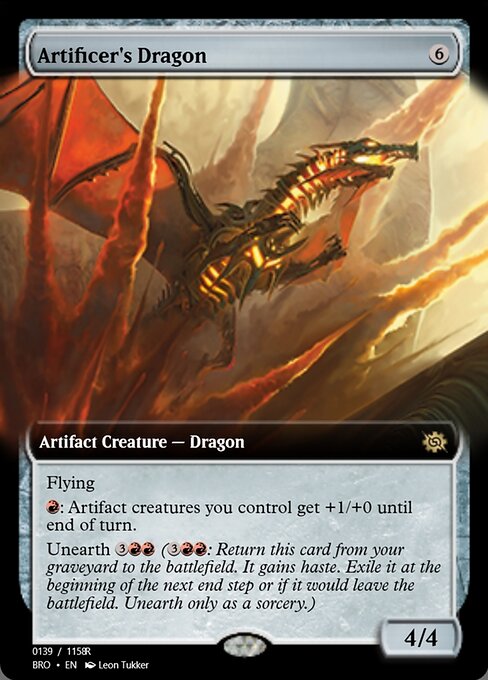 Artificer's Dragon 6
Artifact Creature — Dragon
Flying
: Artifact creatures you control get +1/+0 until
end of turn.
Unearth 3 (3: Return this card from your
graveyard to the battlefield. It gains haste. Exile it at the
beginning of the next end step or if it would leave the
battlefield. Unearth only as a sorcery.)
4/4
0139 / 1158R
BRO • EN Leon Tukker